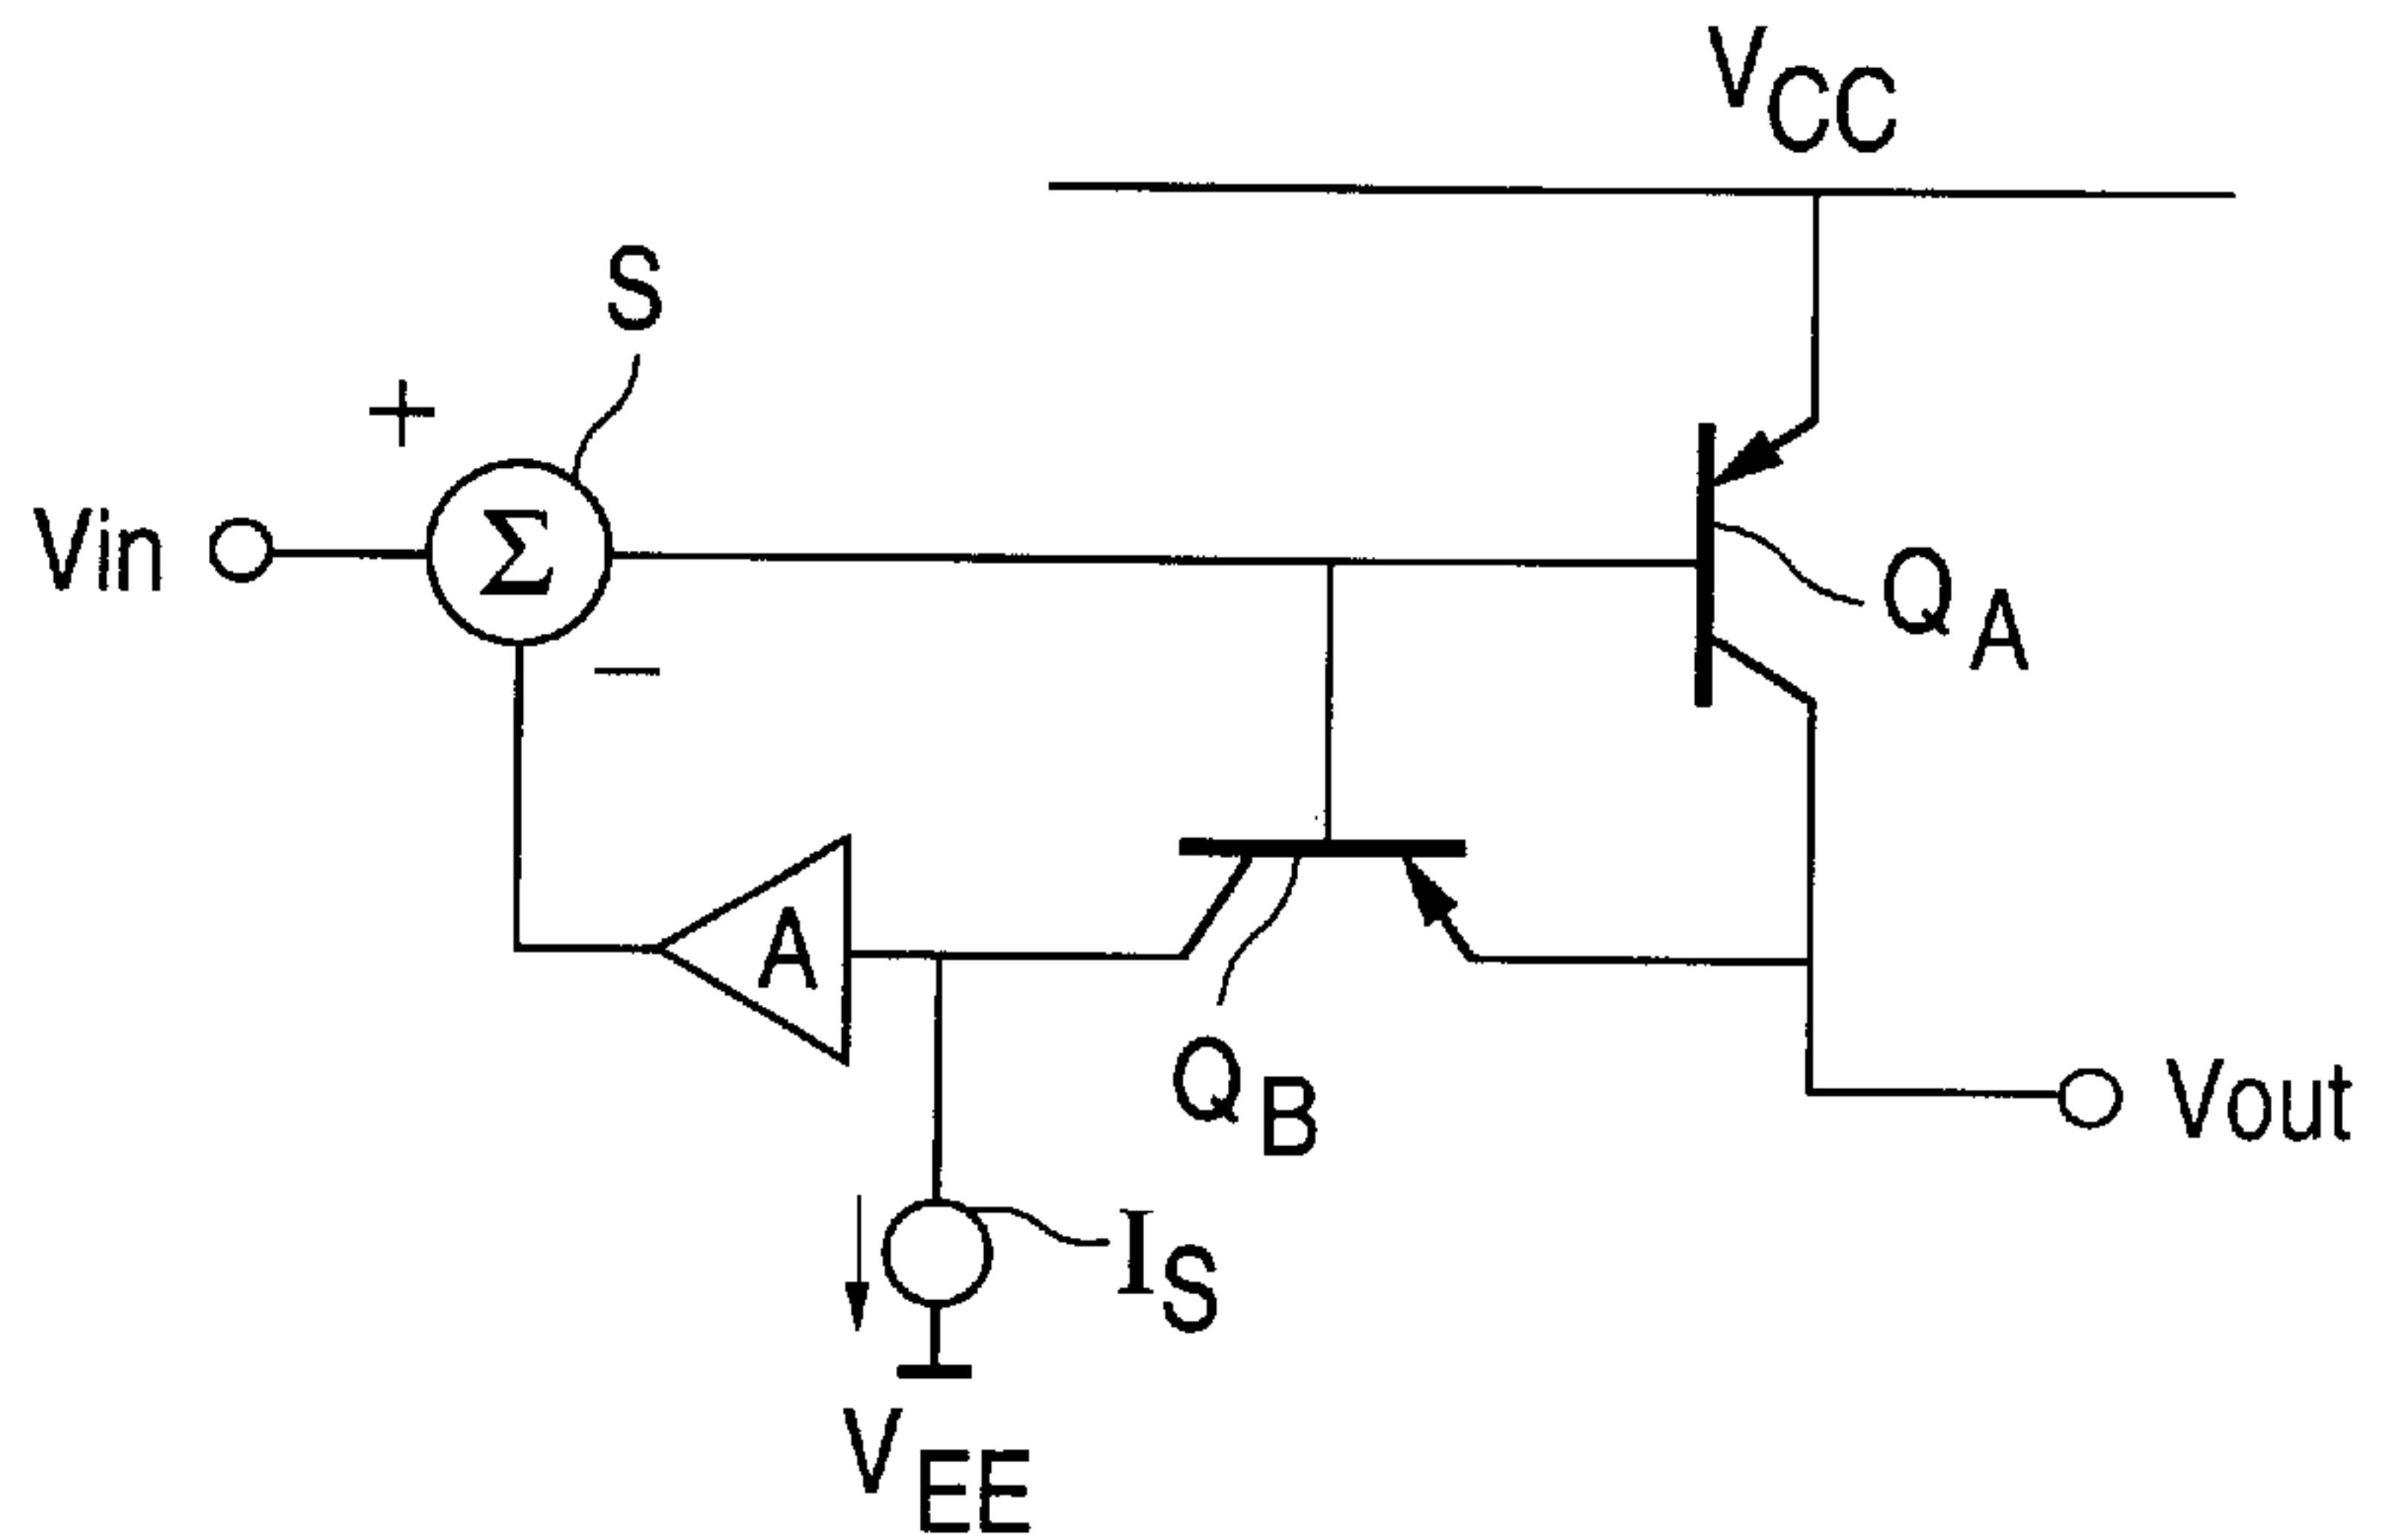 VCC
S
+
Vin
Σ
QA
−
A
QB
Vout
IS
VEE